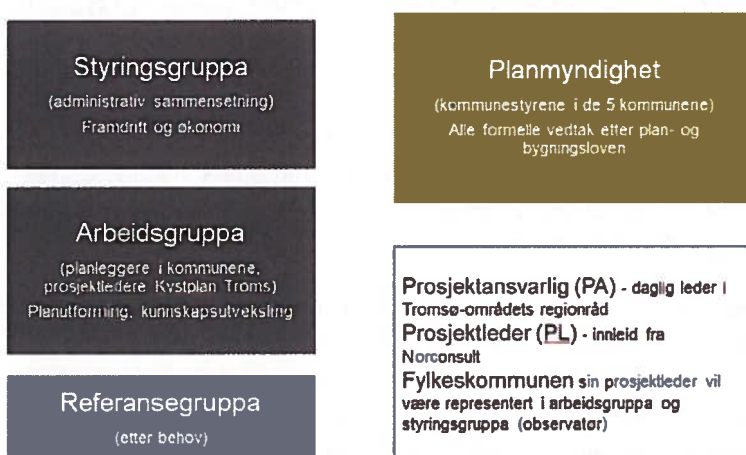 Styringsgruppa
(administrativ sammensetning)
Framdrift og økonomi
Arbeidsgruppa
(planleggere i kommunene,
prosjektledere Kystplan Troms)
Planutforming, kunnskapsutveksling
Referansegruppa
(etter behov)
Planmyndighet
(kommunestyrene i de 5 kommunene)
Alle formelle vedtak etter plan- og
bygningsloven
Prosjektansvarlig (PA) - daglig leder i
Tromsø-områdets regionråd
Prosjektleder (PL) - innleid fra
Norconsult
Fylkeskommunen sin prosjektleder vil
være representert i arbeidsgruppa og
styringsgruppa (observatør)